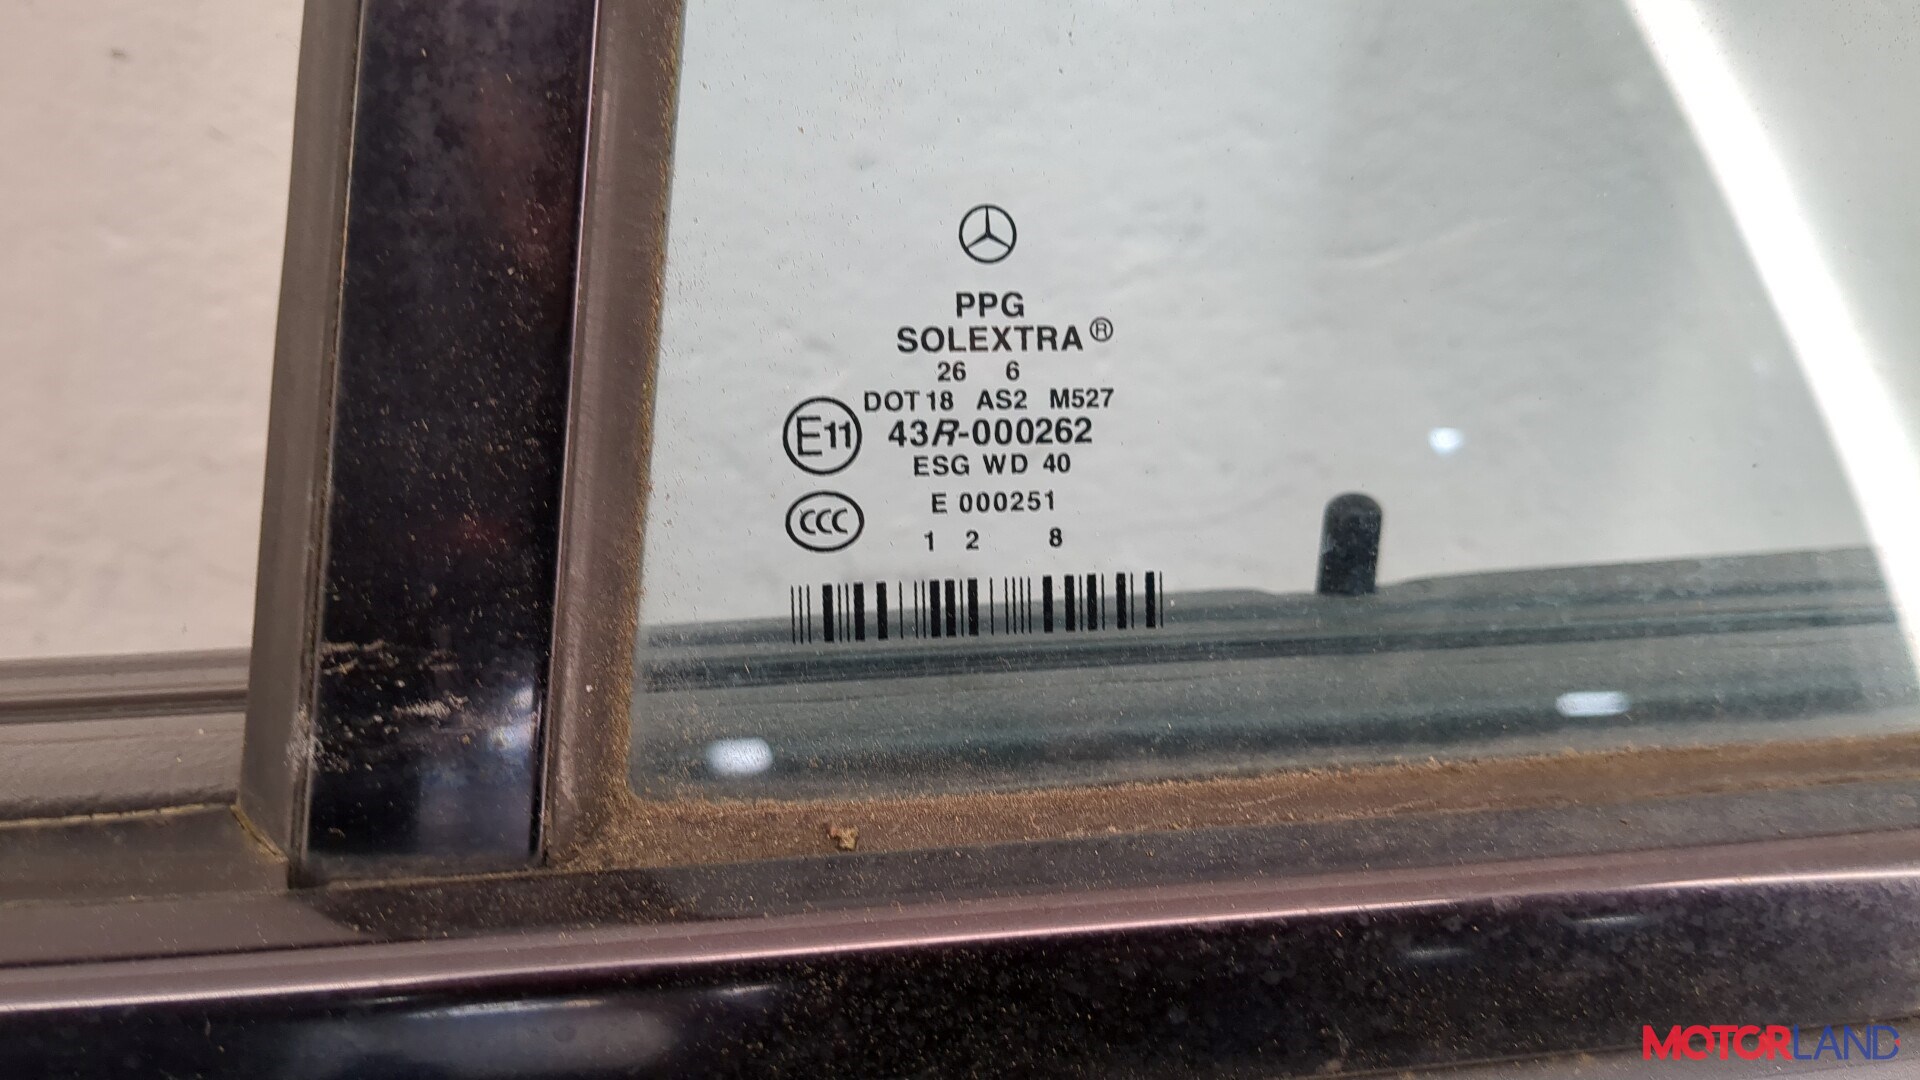 PPG
SOLEXTRA®
26 6
DOT 18 AS2 M527
E11 43R-000262
ESG WD 40
E 000251
CCC 1 2 8
MOTORLAND